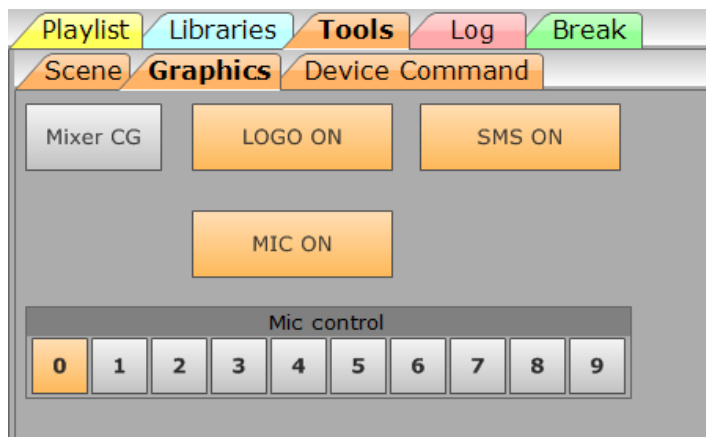 Playlist Libraries Tools Log Break
Scene Graphics Device Command
Mixer CG LOGO ON SMS ON
MIC ON
Mic control
0 1 2 3 4 5 6 7 8 9